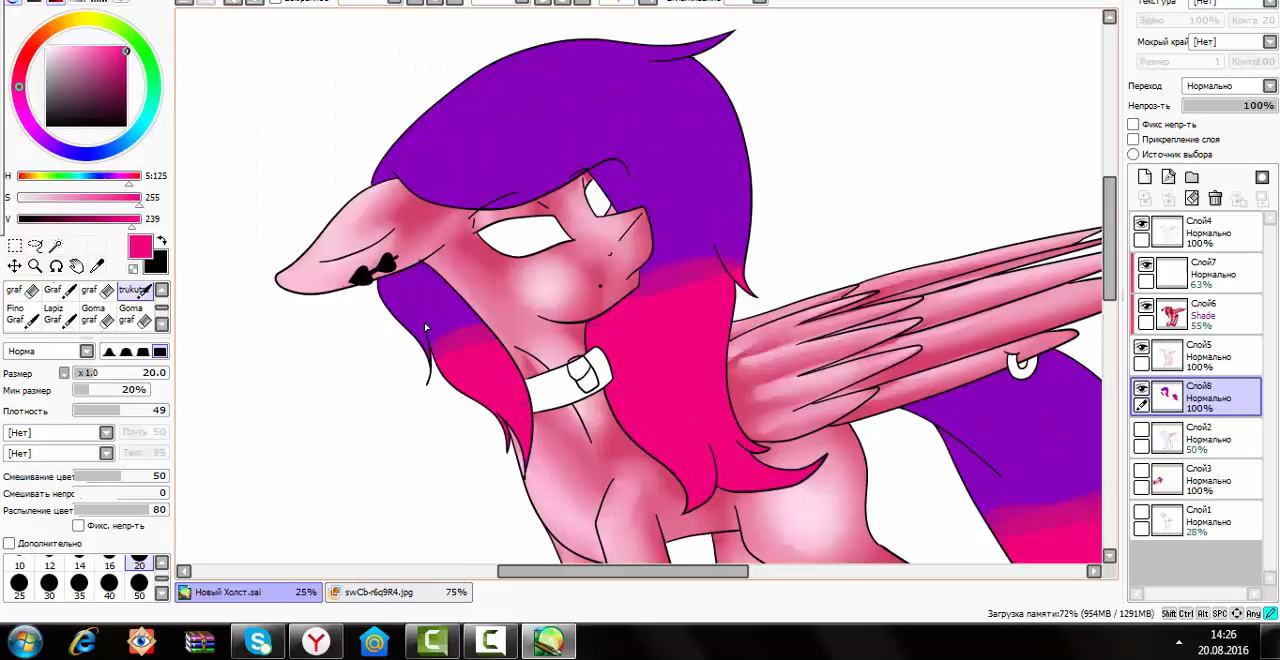 H
5:125
S
255
V
239
graf
Graf
graf
trukut
Fino
Graf
Lapiz
Graf
Goma
graf
Goma
graf
Норма
Размер
x 1.0
20.0
Мин размер
20%
Плотность
49
[Нет]
[Нет]
Смешивание цвет
50
Смешивать непро
0
Распыление цвет
80
Фикс. непр-ть
Дополнительно
10
12
14
16
20
25
30
35
40
50
Новый Холст.sai
25%
swCb-r6q9R4.jpg
75%
Текстура
[Нет]
Зерно
100%
Контр 20
Мокрый край
[Нет]
Размер
1
Переход
Нормально
Непроз-ть
100%
Фикс непр-ть
Прикрепление слоя
Источник выбора
Слой4
Нормально
100%
Слой7
Нормально
63%
Слой6
Shade
55%
Слой5
Нормально
100%
Слой8
Нормально
100%
Слой2
Нормально
50%
Слой3
Нормально
100%
Слой1
Нормально
28%
Загрузка памяти:72% (954MB / 1291MB)
Shift
Ctrl
Alt
SPC
Any
14:26
20.08.2016